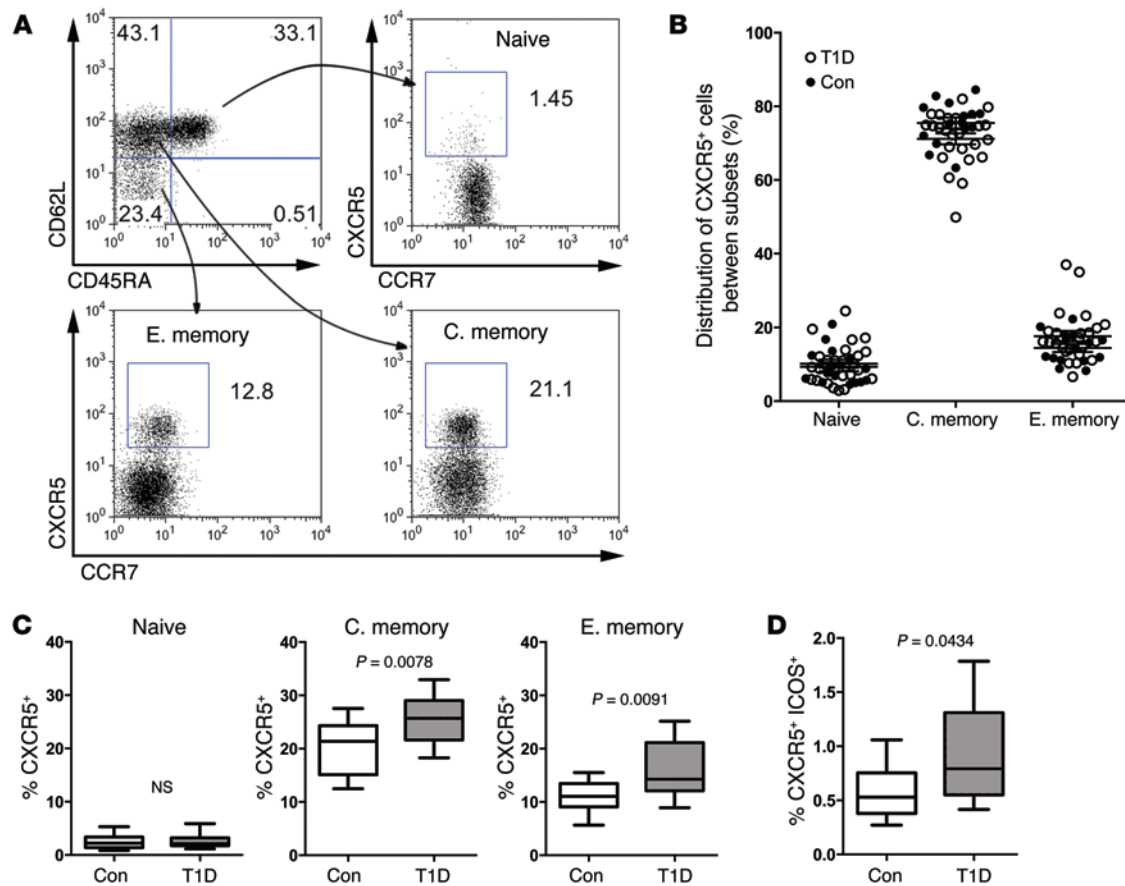 A
10⁴
10³
10²
10¹
10⁰
43.1
33.1
23.4
0.51
10⁰ 10¹ 10² 10³ 10⁴
CD62L
CD45RA
10⁴
10³
10²
10¹
10⁰
Naive
1.45
10⁰ 10¹ 10² 10³ 10⁴
CXCR5
CCR7
10⁴
10³
10²
10¹
10⁰
E. memory
12.8
10⁰ 10¹ 10² 10³ 10⁴
CXCR5
CCR7
10⁴
10³
10²
10¹
10⁰
C. memory
21.1
10⁰ 10¹ 10² 10³ 10⁴
B
Distribution of CXCR5⁺ cells
between subsets (%)
100
80
60
40
20
0
T1D
Con
Naive
C. memory
E. memory
C
Naive
% CXCR5⁺
40
30
20
10
0
NS
Con
T1D
C. memory
% CXCR5⁺
40
30
20
10
0
P = 0.0078
Con
T1D
E. memory
% CXCR5⁺
40
30
20
10
0
P = 0.0091
Con
T1D
D
% CXCR5⁺ ICOS⁺
2.0
1.5
1.0
0.5
0.0
P = 0.0434
Con
T1D